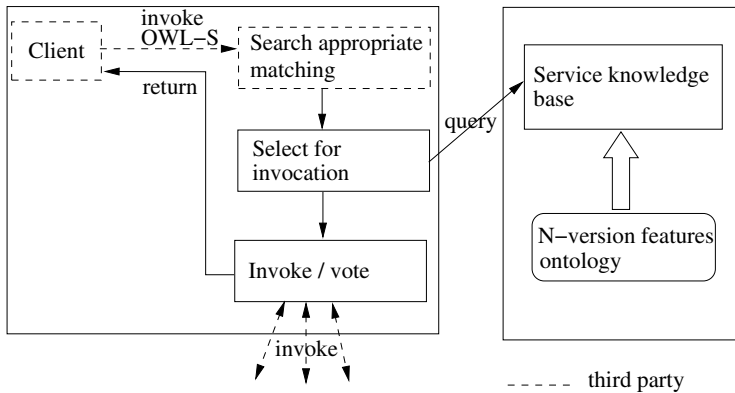 invoke
OWL−S
Client
Search appropriate
matching
return
query
Service knowledge
base
Select for
invocation
N−version features
ontology
Invoke / vote
invoke
third party